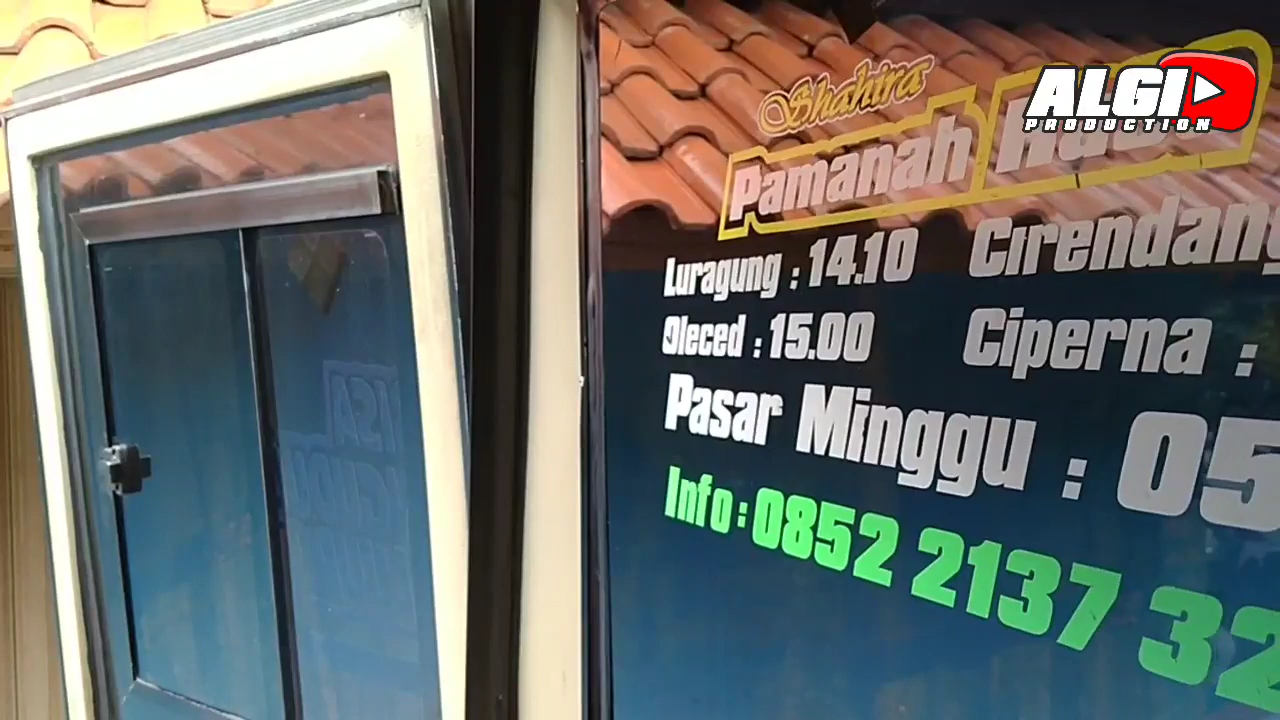 ALGI
PRODUCTION
Shahira
Pamanah
Luragung : 14.10 Cirendang
Oleced : 15.00 Ciperna :
Pasar Minggu : 05
Info : 0852 2137 32